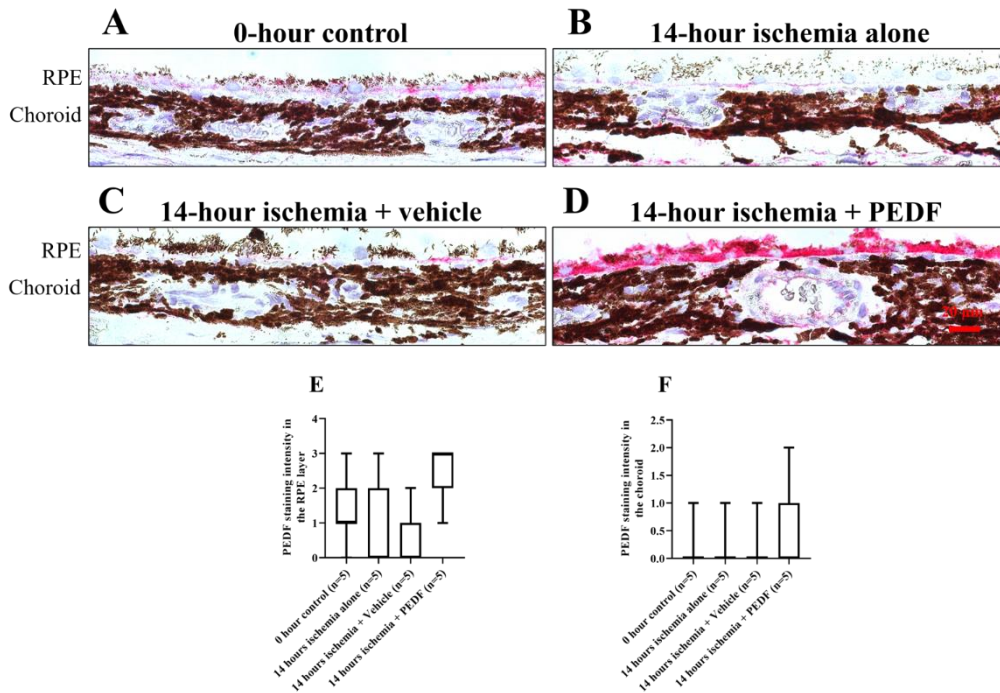 A
0-hour control
B
14-hour ischemia alone
RPE
Choroid
C
14-hour ischemia + vehicle
D
14-hour ischemia + PEDF
RPE
Choroid
E
PEDF staining intensity in
the RPE layer
4
3
2
1
0
0 hour control (n=5)
14 hours ischemia alone (n=5)
14 hours ischemia + Vehicle (n=5)
14 hours ischemia + PEDF (n=5)
F
PEDF staining intensity in
the choroid
2.5
2.0
1.5
1.0
0.5
0.0
0 hour control (n=5)
14 hours ischemia alone (n=5)
14 hours ischemia + Vehicle (n=5)
14 hours ischemia + PEDF (n=5)